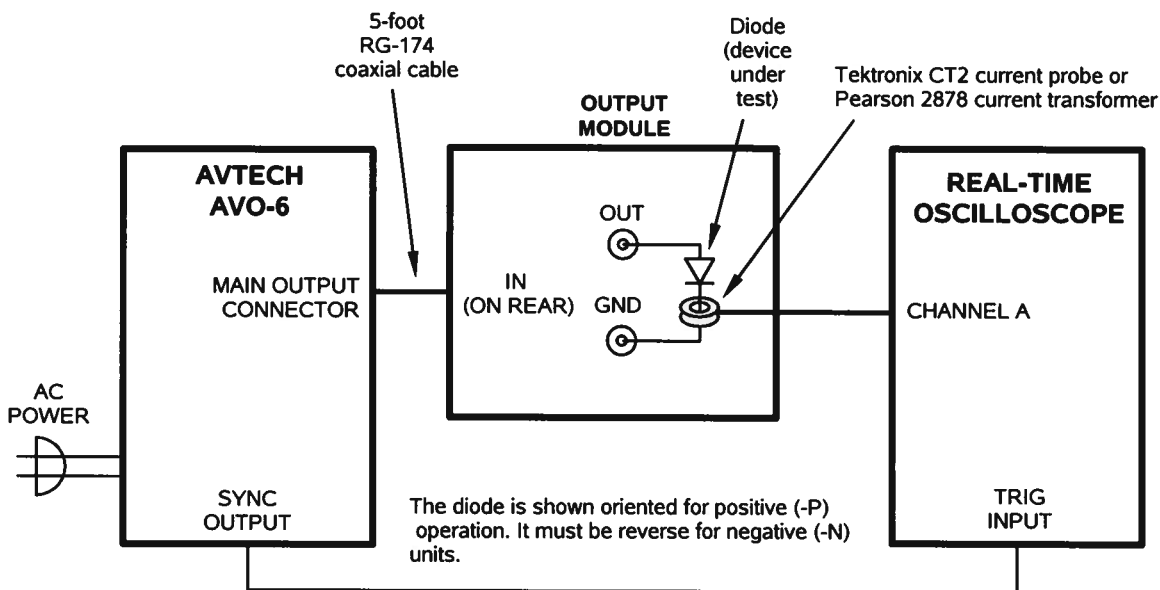 5-foot
RG-174
coaxial cable
Diode
(device
under
test)
Tektronix CT2 current probe or
Pearson 2878 current transformer
OUTPUT
MODULE
AVTECH
AVO-6
REAL-TIME
OSCILLOSCOPE
OUT
MAIN OUTPUT
CONNECTOR
IN
(ON REAR)
GND
CHANNEL A
AC
POWER
SYNC
OUTPUT
The diode is shown oriented for positive (-P)
operation. It must be reverse for negative (-N)
units.
TRIG
INPUT